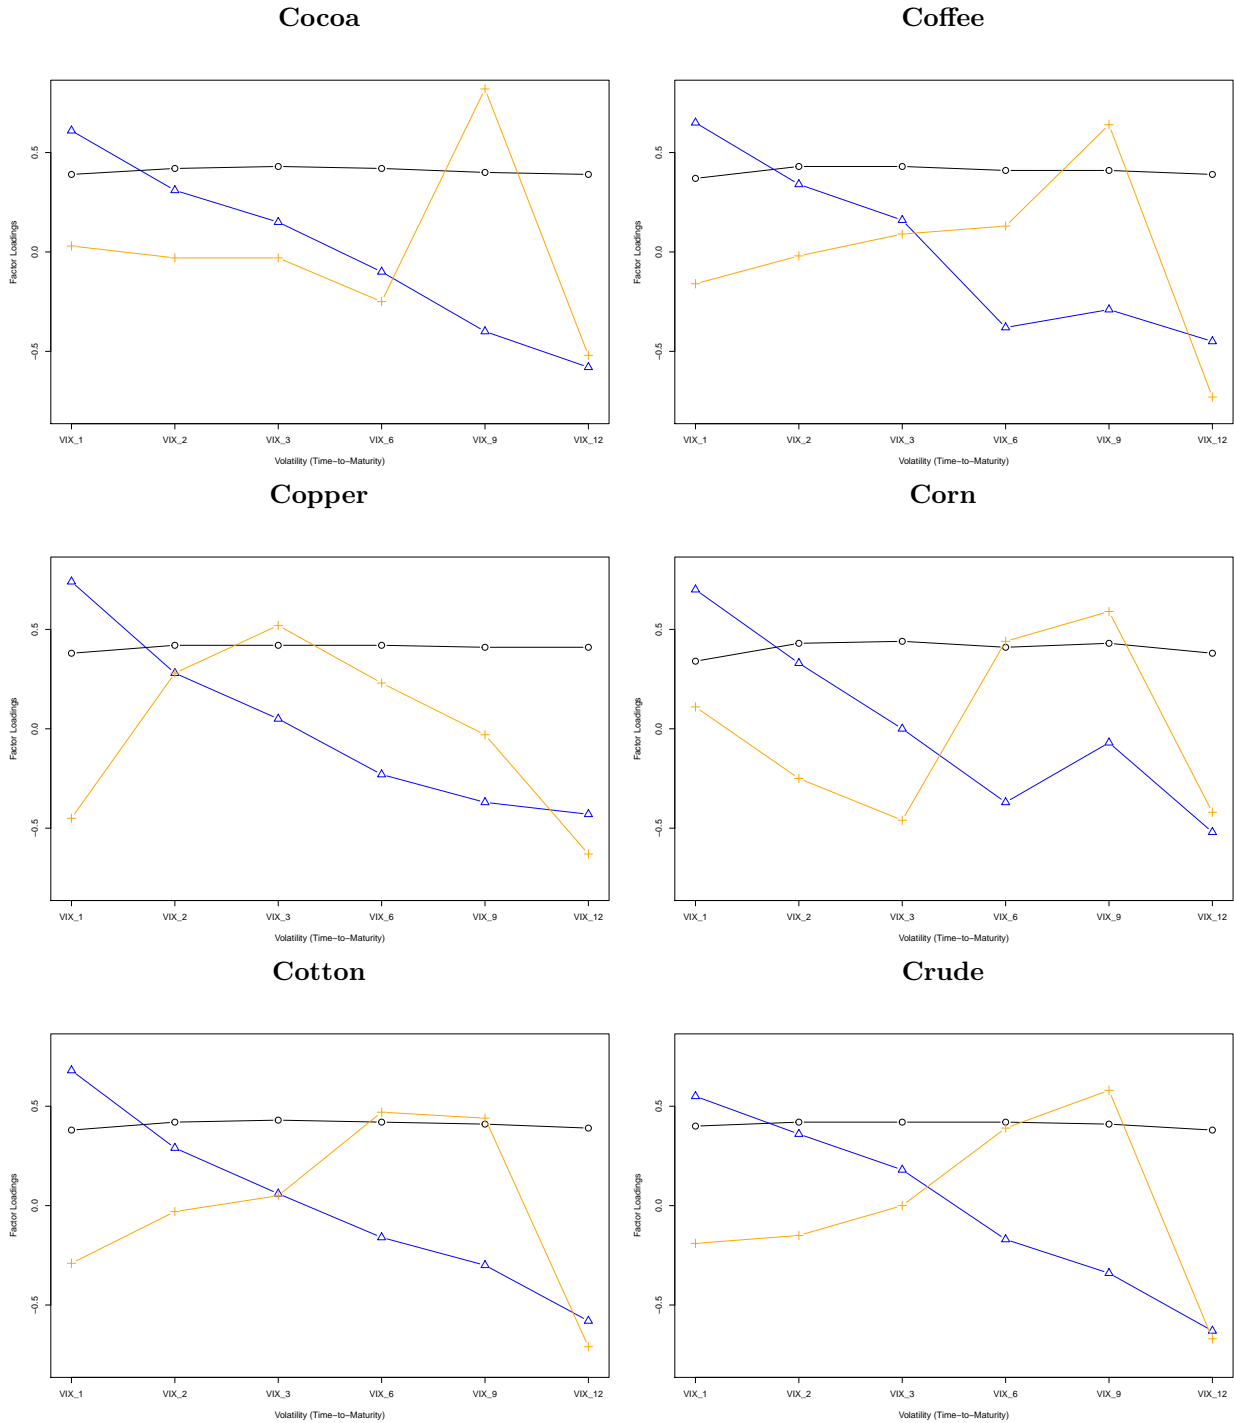 Cocoa
Factor Loadings
0.5
0.0
−0.5
VIX_1 VIX_2 VIX_3 VIX_6 VIX_9 VIX_12
Volatility (Time−to−Maturity)
Coffee
Factor Loadings
0.5
0.0
−0.5
VIX_1 VIX_2 VIX_3 VIX_6 VIX_9 VIX_12
Volatility (Time−to−Maturity)
Copper
Factor Loadings
0.5
0.0
−0.5
VIX_1 VIX_2 VIX_3 VIX_6 VIX_9 VIX_12
Volatility (Time−to−Maturity)
Corn
Factor Loadings
0.5
0.0
−0.5
VIX_1 VIX_2 VIX_3 VIX_6 VIX_9 VIX_12
Volatility (Time−to−Maturity)
Cotton
Factor Loadings
0.5
0.0
−0.5
VIX_1 VIX_2 VIX_3 VIX_6 VIX_9 VIX_12
Volatility (Time−to−Maturity)
Crude
Factor Loadings
0.5
0.0
−0.5
VIX_1 VIX_2 VIX_3 VIX_6 VIX_9 VIX_12
Volatility (Time−to−Maturity)